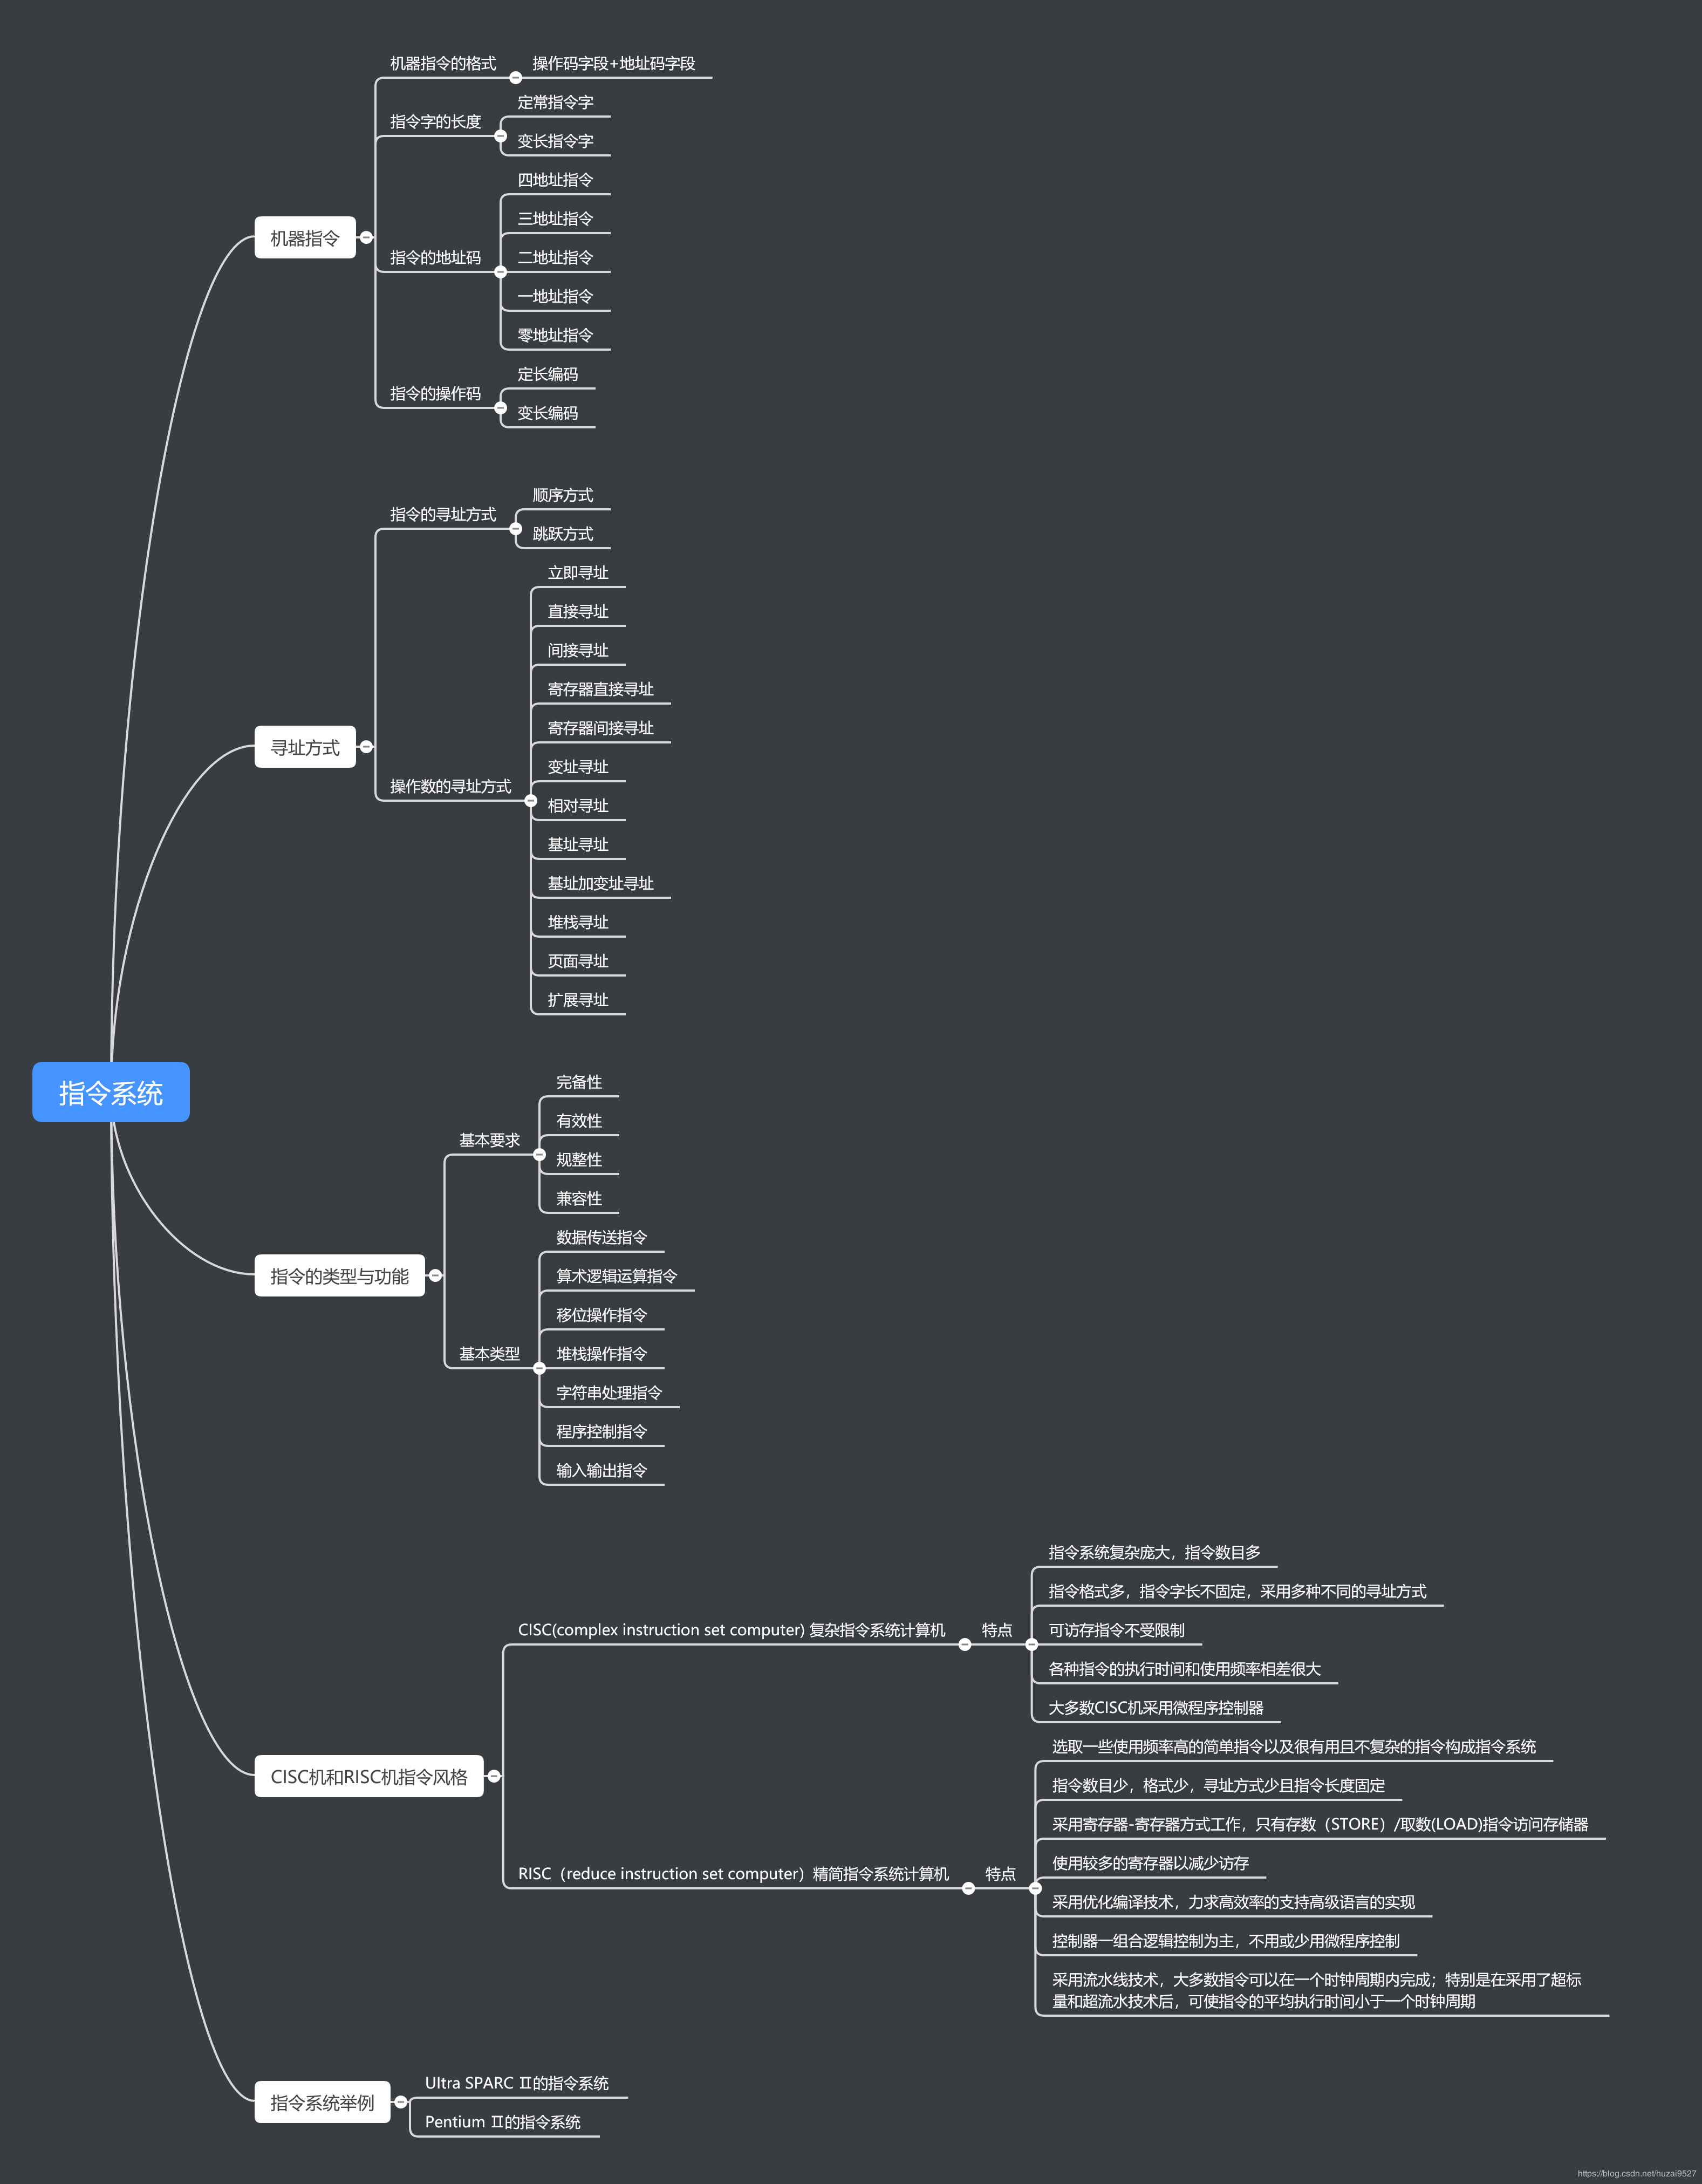 指令系统
机器指令
机器指令的格式
操作码字段+地址码字段
指令字的长度
定常指令字
变长指令字
指令的地址码
四地址指令
三地址指令
二地址指令
一地址指令
零地址指令
指令的操作码
定长编码
变长编码
寻址方式
指令的寻址方式
顺序方式
跳跃方式
操作数的寻址方式
立即寻址
直接寻址
间接寻址
寄存器直接寻址
寄存器间接寻址
变址寻址
相对寻址
基址寻址
基址加变址寻址
堆栈寻址
页面寻址
扩展寻址
指令的类型与功能
基本要求
完备性
有效性
规整性
兼容性
基本类型
数据传送指令
算术逻辑运算指令
移位操作指令
堆栈操作指令
字符串处理指令
程序控制指令
输入输出指令
CISC机和RISC机指令风格
CISC(complex instruction set computer) 复杂指令系统计算机
特点
指令系统复杂庞大，指令数目多
指令格式多，指令字长不固定，采用多种不同的寻址方式
可访存指令不受限制
各种指令的执行时间和使用频率相差很大
大多数CISC机采用微程序控制器
RISC（reduce instruction set computer）精简指令系统计算机
特点
选取一些使用频率高的简单指令以及很有用且不复杂的指令构成指令系统
指令数目少，格式少，寻址方式少且指令长度固定
采用寄存器-寄存器方式工作，只有存数（STORE）/取数(LOAD)指令访问存储器
使用较多的寄存器以减少访存
采用优化编译技术，力求高效率的支持高级语言的实现
控制器一组合逻辑控制为主，不用或少用微程序控制
采用流水线技术，大多数指令可以在一个时钟周期内完成；特别是在采用了超标
量和超流水技术后，可使指令的平均执行时间小于一个时钟周期
指令系统举例
Ultra SPARC Ⅱ的指令系统
Pentium Ⅱ的指令系统
https://blog.csdn.net/huzai9527